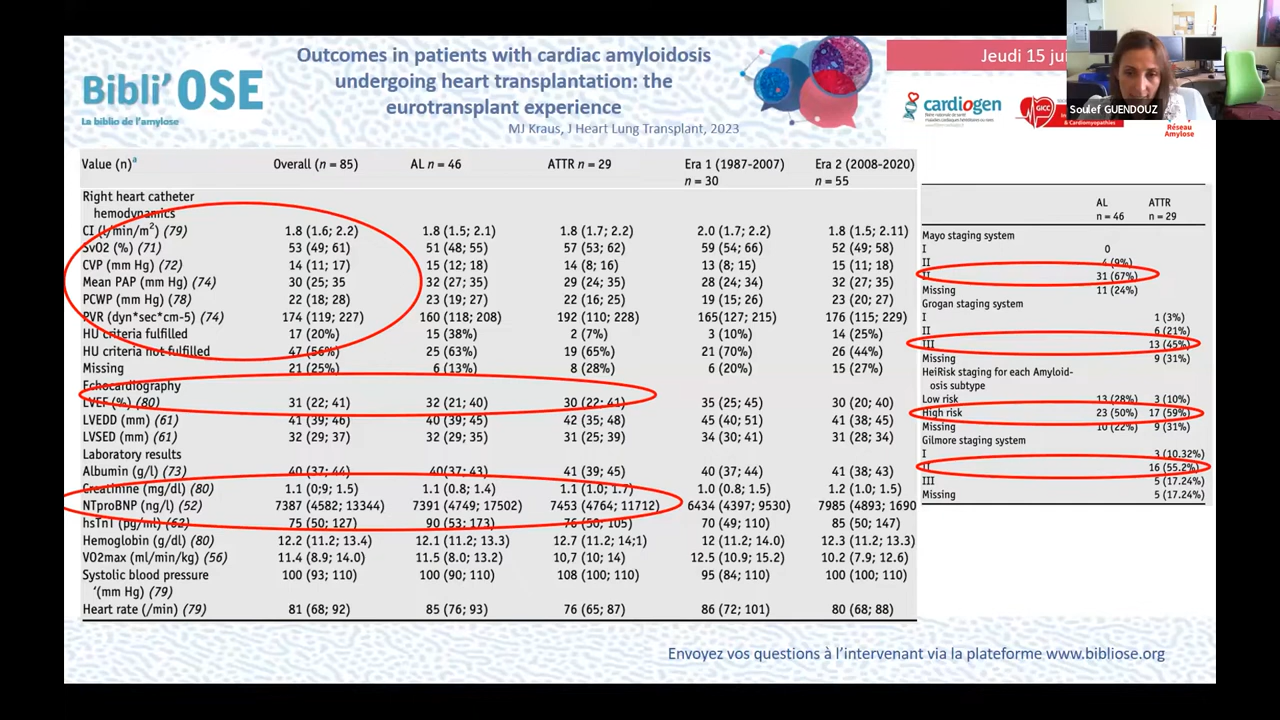 Outcomes in patients with cardiac amyloidosis
undergoing heart transplantation: the
eurotransplant experience
MJ Kraus, J Heart Lung Transplant, 2023
Bibli'OSE
La biblio de l'amylose
Jeudi 15 jui
cardiogen
GICC
& Cardiomyopathies
Soulef GUENDOUZ
Réseau
Amylose
Value (n)a Overall (n = 85) AL n = 46 ATTR n = 29 Era 1 (1987-2007) Era 2 (2008-2020)
n = 30 n = 55
Right heart catheter
hemodynamics
CI (l/min/m2) (79) 1.8 (1.6; 2.2) 1.8 (1.5; 2.1) 1.8 (1.7; 2.2) 2.0 (1.7; 2.2) 1.8 (1.5; 2.11)
SvO2 (%) (71) 53 (49; 61) 51 (48; 55) 57 (53; 62) 59 (54; 66) 52 (49; 58)
CVP (mm Hg) (72) 14 (11; 17) 15 (12; 18) 14 (8; 16) 13 (8; 15) 15 (11; 18)
Mean PAP (mm Hg) (74) 30 (25; 35 32 (27; 35) 29 (24; 35) 28 (24; 34) 32 (27; 35)
PCWP (mm Hg) (78) 22 (18; 28) 23 (19; 27) 22 (16; 25) 19 (15; 26) 23 (20; 27)
PVR (dyn*sec*cm-5) (74) 174 (119; 227) 160 (118; 208) 192 (110; 228) 165(127; 215) 176 (115; 229)
HU criteria fulfilled 17 (20%) 15 (38%) 2 (7%) 3 (10%) 14 (25%)
HU criteria not fulfilled 47 (56%) 25 (63%) 19 (65%) 21 (70%) 26 (44%)
Missing 21 (25%) 6 (13%) 8 (28%) 6 (20%) 15 (27%)
Echocardiography
LVEF (%) (80) 31 (22; 41) 32 (21; 40) 30 (22; 41) 35 (25; 45) 30 (20; 40)
LVEDD (mm) (61) 41 (39; 46) 40 (39; 45) 42 (35; 48) 45 (40; 51) 41 (38; 45)
LVSED (mm) (61) 32 (29; 37) 32 (29; 35) 31 (25; 39) 34 (30; 41) 31 (28; 34)
Laboratory results
Albumin (g/l) (73) 40 (37; 44) 40(37; 43) 41 (39; 45) 40 (37; 44) 41 (38; 43)
Creatinine (mg/dl) (80) 1.1 (0;9; 1.5) 1.1 (0.8; 1.4) 1.1 (1.0; 1.7) 1.0 (0.8; 1.5) 1.2 (1.0; 1.5)
NTproBNP (ng/l) (52) 7387 (4582; 13344) 7391 (4749; 17502) 7453 (4764; 11712) 6434 (4397; 9530) 7985 (4893; 1690
hsTnT (pg/ml) (62) 75 (50; 127) 90 (53; 173) 76 (50; 105) 70 (49; 110) 85 (50; 147)
Hemoglobin (g/dl) (80) 12.2 (11.2; 13.4) 12.1 (11.2; 13.3) 12.7 (11.2; 14;1) 12 (11.2; 14.0) 12.3 (11.2; 13.3)
VO2max (ml/min/kg) (56) 11.4 (8.9; 14.0) 11.5 (8.0; 13.2) 10,7 (10; 14) 12.5 (10.9; 15.2) 10.2 (7.9; 12.6)
Systolic blood pressure 100 (93; 110) 100 (90; 110) 108 (100; 110) 95 (84; 110) 100 (100; 110)
'(mm Hg) (79)
Heart rate (/min) (79) 81 (68; 92) 85 (76; 93) 76 (65; 87) 86 (72; 101) 80 (68; 88)
AL ATTR
n = 46 n = 29
Mayo staging system
I 0
II 4 (9%)
31 (67%)
Missing 11 (24%)
Grogan staging system
I 1 (3%)
II 6 (21%)
III 13 (45%)
Missing 9 (31%)
HeiRisk staging for each Amyloid-
osis subtype
Low risk 13 (28%) 3 (10%)
High risk 23 (50%) 17 (59%)
Missing 10 (22%) 9 (31%)
Gilmore staging system
I 3 (10.32%)
II 16 (55.2%)
III 5 (17.24%)
Missing 5 (17.24%)
Envoyez vos questions à l'intervenant via la plateforme www.bibliose.org